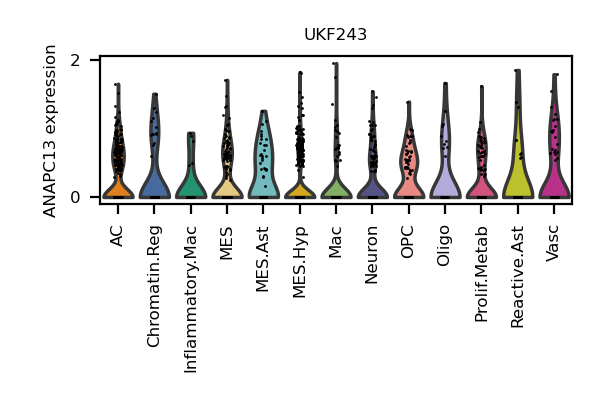 UKF243
ANAPC13 expression
2
0
AC
Chromatin.Reg
Inflammatory.Mac
MES
MES.Ast
MES.Hyp
Mac
Neuron
OPC
Oligo
Prolif.Metab
Reactive.Ast
Vasc